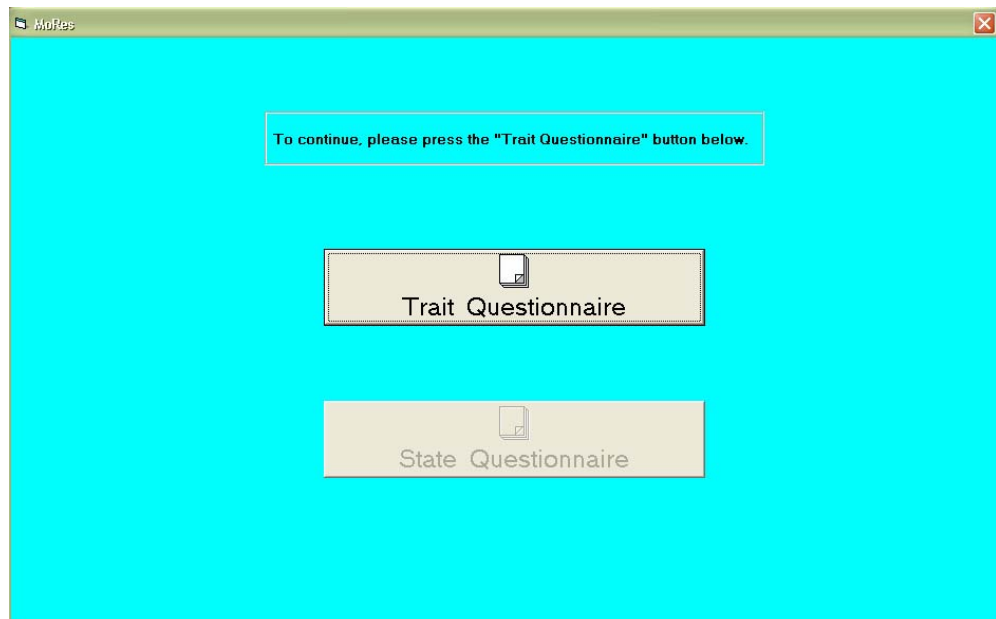 MoRes
To continue, please press the "Trait Questionnaire" button below.
Trait Questionnaire
State Questionnaire